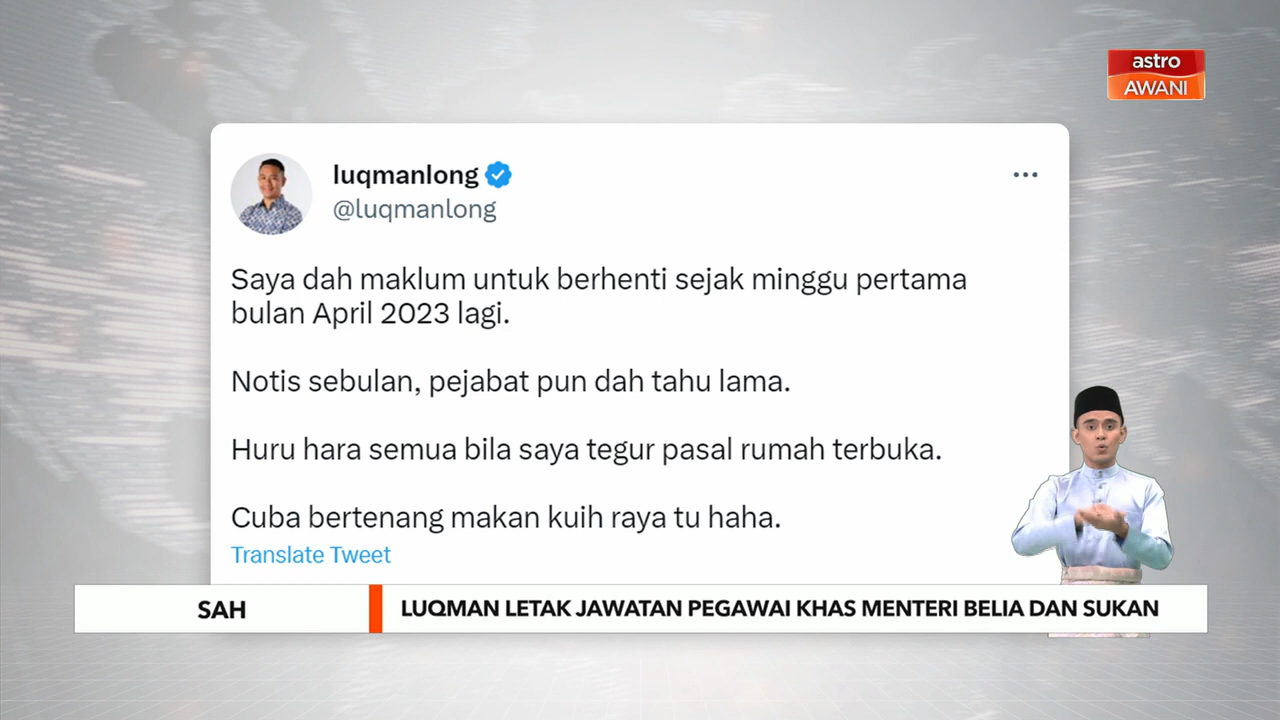 astro
AWANI
luqmanlong
@luqmanlong
Saya dah maklum untuk berhenti sejak minggu pertama
bulan April 2023 lagi.
Notis sebulan, pejabat pun dah tahu lama.
Huru hara semua bila saya tegur pasal rumah terbuka.
Cuba bertenang makan kuih raya tu haha.
Translate Tweet
SAH
LUQMAN LETAK JAWATAN PEGAWAI KHAS MENTERI BELIA DAN SUKAN